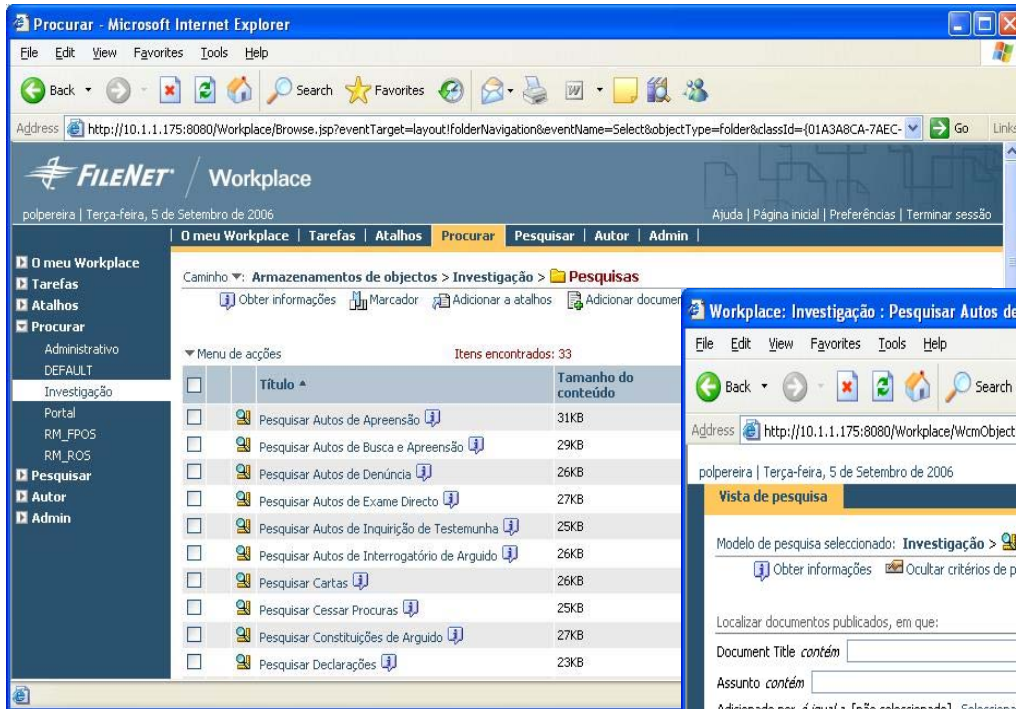 Procurar - Microsoft Internet Explorer
File Edit View Favorites Tools Help
Back Search Favorites
Address http://10.1.1.175:8080/Workplace/Browse.jsp?eventTarget=layout!folderNavigation&eventName=Select&objectType=folder&classId={01A3A8CA-7AEC- Go Links
FILENET Workplace
polpereira | Terça-feira, 5 de Setembro de 2006
Ajuda | Página inicial | Preferências | Terminar sessão
| O meu Workplace | Tarefas | Atalhos Procurar Pesquisar | Autor | Admin |
O meu Workplace
Tarefas
Atalhos
Procurar
Administrativo
DEFAULT
Investigação
Portal
RM_FPOS
RM_ROS
Pesquisar
Autor
Admin
Caminho : Armazenamentos de objectos > Investigação > Pesquisas
Obter informações Marcador Adicionar a atalhos Adicionar documen
Menu de acções Itens encontrados: 33
Título Tamanho do
conteúdo
Pesquisar Autos de Apreensão 31KB
Pesquisar Autos de Busca e Apreensão 29KB
Pesquisar Autos de Denúncia 26KB
Pesquisar Autos de Exame Directo 27KB
Pesquisar Autos de Inquirição de Testemunha 25KB
Pesquisar Autos de Interrogatório de Arguido 26KB
Pesquisar Cartas 26KB
Pesquisar Cessar Procuras 25KB
Pesquisar Constituições de Arguido 27KB
Pesquisar Declarações 23KB
Workplace: Investigação : Pesquisar Autos de
File Edit View Favorites Tools Help
Back Search
Address http://10.1.1.175:8080/Workplace/WcmObject
polpereira | Terça-feira, 5 de Setembro de 2006
Vista de pesquisa
Modelo de pesquisa seleccionado: Investigação >
Obter informações Ocultar critérios de p
Localizar documentos publicados, em que:
Document Title contém
Assunto contém
Adicionado por é igual a [não seleccionado]